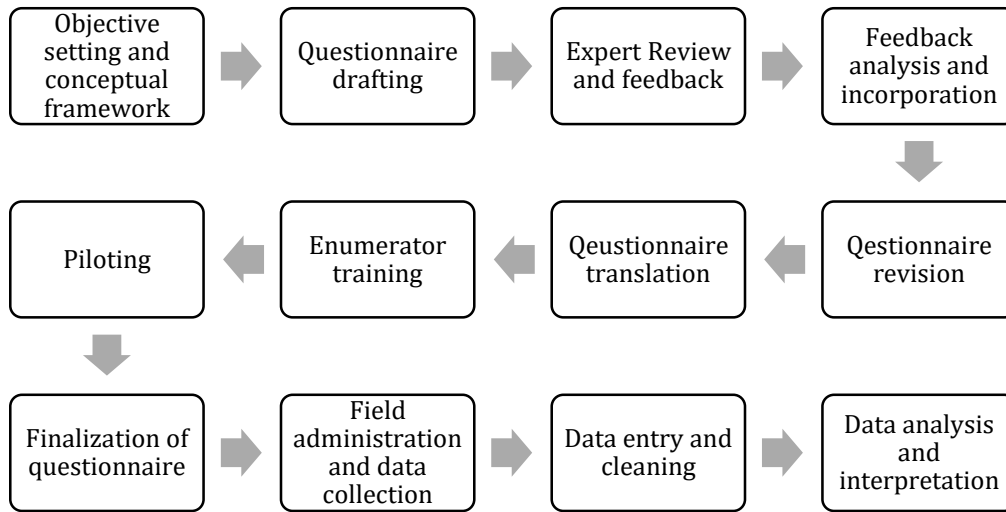 Objective
setting and
conceptual
framework
Questionnaire
drafting
Expert Review
and feedback
Feedback
analysis and
incorporation
Qestionnaire
revision
Qeustionnaire
translation
Enumerator
training
Piloting
Finalization of
questionnaire
Field
administration
and data
collection
Data entry and
cleaning
Data analysis
and
interpretation